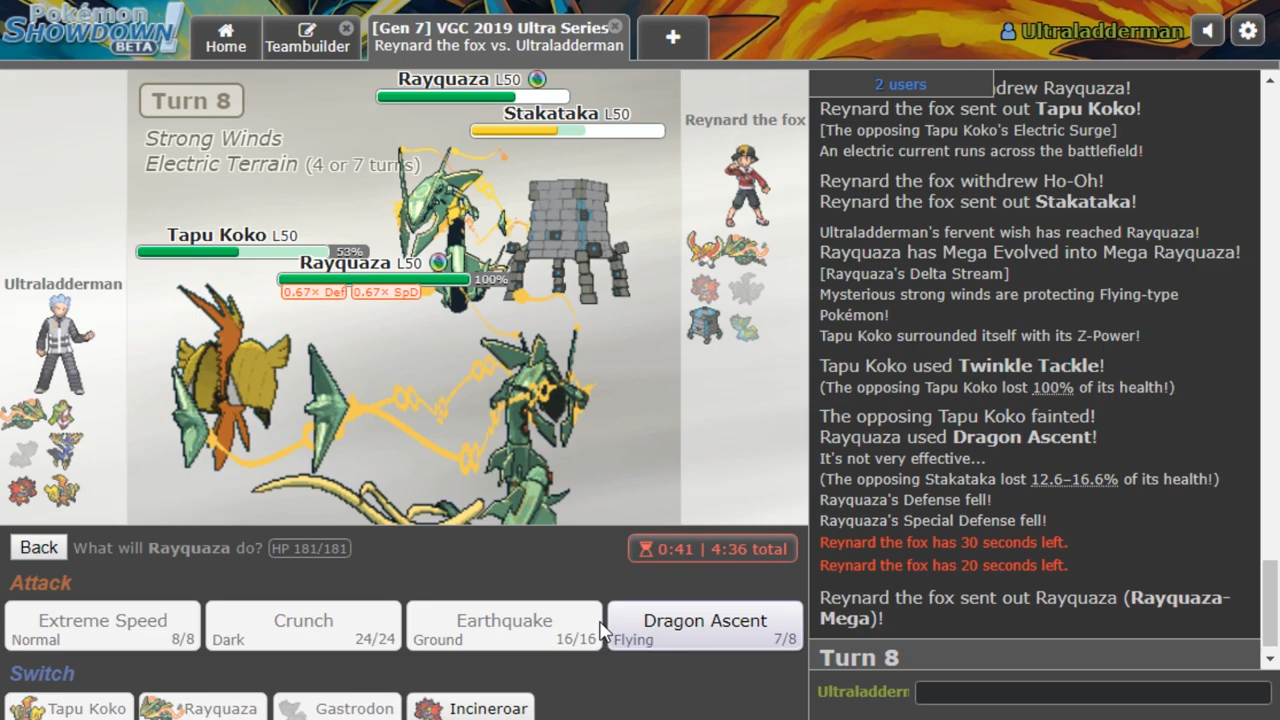 Pokémon
SHOWDOWN!
BETA
Home
Teambuilder
[Gen 7] VGC 2019 Ultra Series
Reynard the fox vs. Ultraladderman
+
Ultraladderman
Turn 8
Strong Winds
Electric Terrain (4 or 7 turns)
Rayquaza L50
Stakataka L50
Reynard the fox
Tapu Koko L50
53%
Rayquaza L50
100%
0.67× Def 0.67× SpD
Ultraladderman
2 users
drew Rayquaza!
Reynard the fox sent out Tapu Koko!
[The opposing Tapu Koko's Electric Surge]
An electric current runs across the battlefield!
Reynard the fox withdrew Ho-Oh!
Reynard the fox sent out Stakataka!
Ultraladderman's fervent wish has reached Rayquaza!
Rayquaza has Mega Evolved into Mega Rayquaza!
[Rayquaza's Delta Stream]
Mysterious strong winds are protecting Flying-type
Pokémon!
Tapu Koko surrounded itself with its Z-Power!
Tapu Koko used Twinkle Tackle!
(The opposing Tapu Koko lost 100% of its health!)
The opposing Tapu Koko fainted!
Rayquaza used Dragon Ascent!
It's not very effective...
(The opposing Stakataka lost 12.6–16.6% of its health!)
Rayquaza's Defense fell!
Rayquaza's Special Defense fell!
Reynard the fox has 30 seconds left.
Reynard the fox has 20 seconds left.
Reynard the fox sent out Rayquaza (Rayquaza-
Mega)!
Turn 8
Ultraladderm
Back What will Rayquaza do? HP 181/181
0:41 | 4:36 total
Attack
Extreme Speed
Normal 8/8
Crunch
Dark 24/24
Earthquake
Ground 16/16
Dragon Ascent
Flying 7/8
Switch
Tapu Koko
Rayquaza
Gastrodon
Incineroar